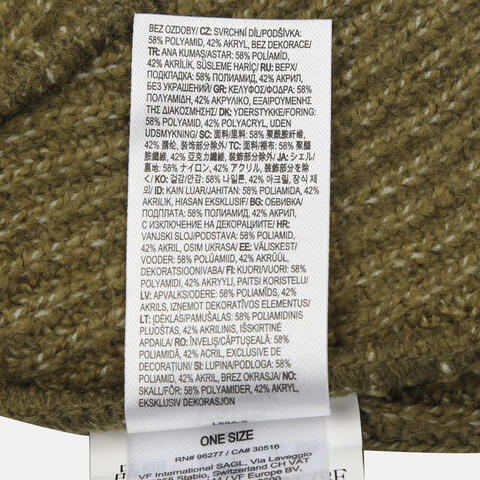 BEZ OZDOBY/ CZ: SVRCHNÍ DÍL/PODŠÍVKA:
58% POLYAMID, 42% AKRYL, BEZ DEKORACE/
TR: ANA KUMAŞ/ASTAR: 58% POLİAMİD,
42% AKRİLİK, SÜSLEME HARİÇ/ RU: ВЕРХ/
ПОДКЛАДКА: 58% ПОЛИАМИД, 42% АКРИЛ,
БЕЗ УКРАШЕНИЙ/ GR: ΚΕΛΥΦΟΣ/ΦΟΔΡΑ: 58%
ΠΟΛΥΑΜΙΔΗ, 42% ΑΚΡΥΛΙΚΟ, ΕΞΑΙΡΟΥΜΕΝΗΣ
ΤΗΣ ΔΙΑΚΟΣΜΗΣΗΣ/ DK: YDERSTYKKE/FORING:
58% POLYAMID, 42% POLYACRYL, UDEN
UDSMYKNING/ SC: 面料/里料: 58% 聚酰胺纤维,
42% 腈纶, 装饰部分除外/ TC: 面料/裡布: 58% 聚醯
胺纖維, 42% 亞克力纖維, 裝飾部分除外/ JA: シェル/
裏地: 58% ナイロン, 42% アクリル, 装飾部分を除
く/ KO: 겉감/안감: 58% 나일론, 42% 아크릴, 장식 제
외/ ID: KAIN LUAR/JAHITAN: 58% POLIAMIDA, 42%
AKRILIK, HIASAN EKSKLUSIF/ BG: ОБВИВКА/
ПОДПЛАТА: 58% ПОЛИАМИД, 42% АКРИЛ,
С ИЗКЛЮЧЕНИЕ НА ДЕКОРАЦИИТЕ/ HR:
VANJSKI SLOJ/PODSTAVA: 58% POLIAMID,
42% AKRIL, OSIM UKRASA/ EE: VÄLISKEST/
VOODER: 58% POLÜAMIID, 42% AKRÜÜL,
DEKORATSIOONIVABA/ FI: KUORI/VUORI: 58%
POLYAMIDI, 42% AKRYYLI, PAITSI KORISTELU/
LV: APVALKS/ODERE: 58% POLIAMĪDS, 42%
AKRILS, IZŅEMOT DEKORATĪVOS ELEMENTUS/
LT: IŠORINIS/PAMUŠALAS: 58% POLIAMIDINIS
PLUOŠTAS, 42% AKRILINIS, IŠSKIRTINĖ
APDAILA/ RO: ÎNVELIŞ/CĂPTUŞEALĂ: 58%
POLIAMIDĂ, 42% ACRIL, EXCLUSIVE DE
DECORAŢIUNI/ SI: LUPINA/PODLOGA: 58%
POLIAMID, 42% AKRIL, BREZ OKRASJA/ NO:
SKALL/FÔR: 58% POLYAMIDER, 42% AKRYL,
EKSKLUSIV DEKORASJON
ONE SIZE
RN# 96277 / CA# 30516
VF International SAGL, Via Laveggio
Stabio, Switzerland CH VAT
VF Europe BV,